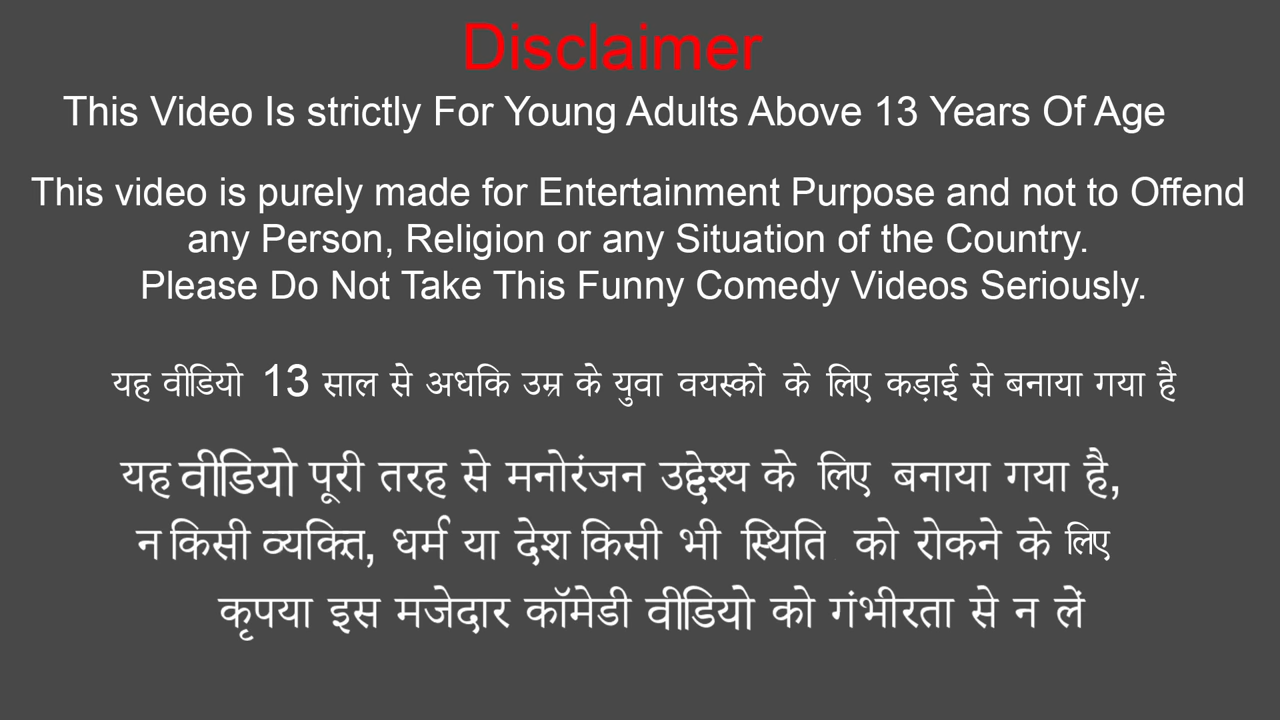 Disclaimer
This Video Is strictly For Young Adults Above 13 Years Of Age
This video is purely made for Entertainment Purpose and not to Offend
any Person, Religion or any Situation of the Country.
Please Do Not Take This Funny Comedy Videos Seriously.
यह वीडियो 13 साल से अधकि उम्र के युवा वयस्कों के लिए कड़ाई से बनाया गया है
यह वीडियो पूरी तरह से मनोरंजन उद्देश्य के लिए बनाया गया है,
न किसी व्यक्ति, धर्म या देश किसी भी स्थिति को रोकने के लिए
कृपया इस मजेदार कॉमेडी वीडियो को गंभीरता से न लें